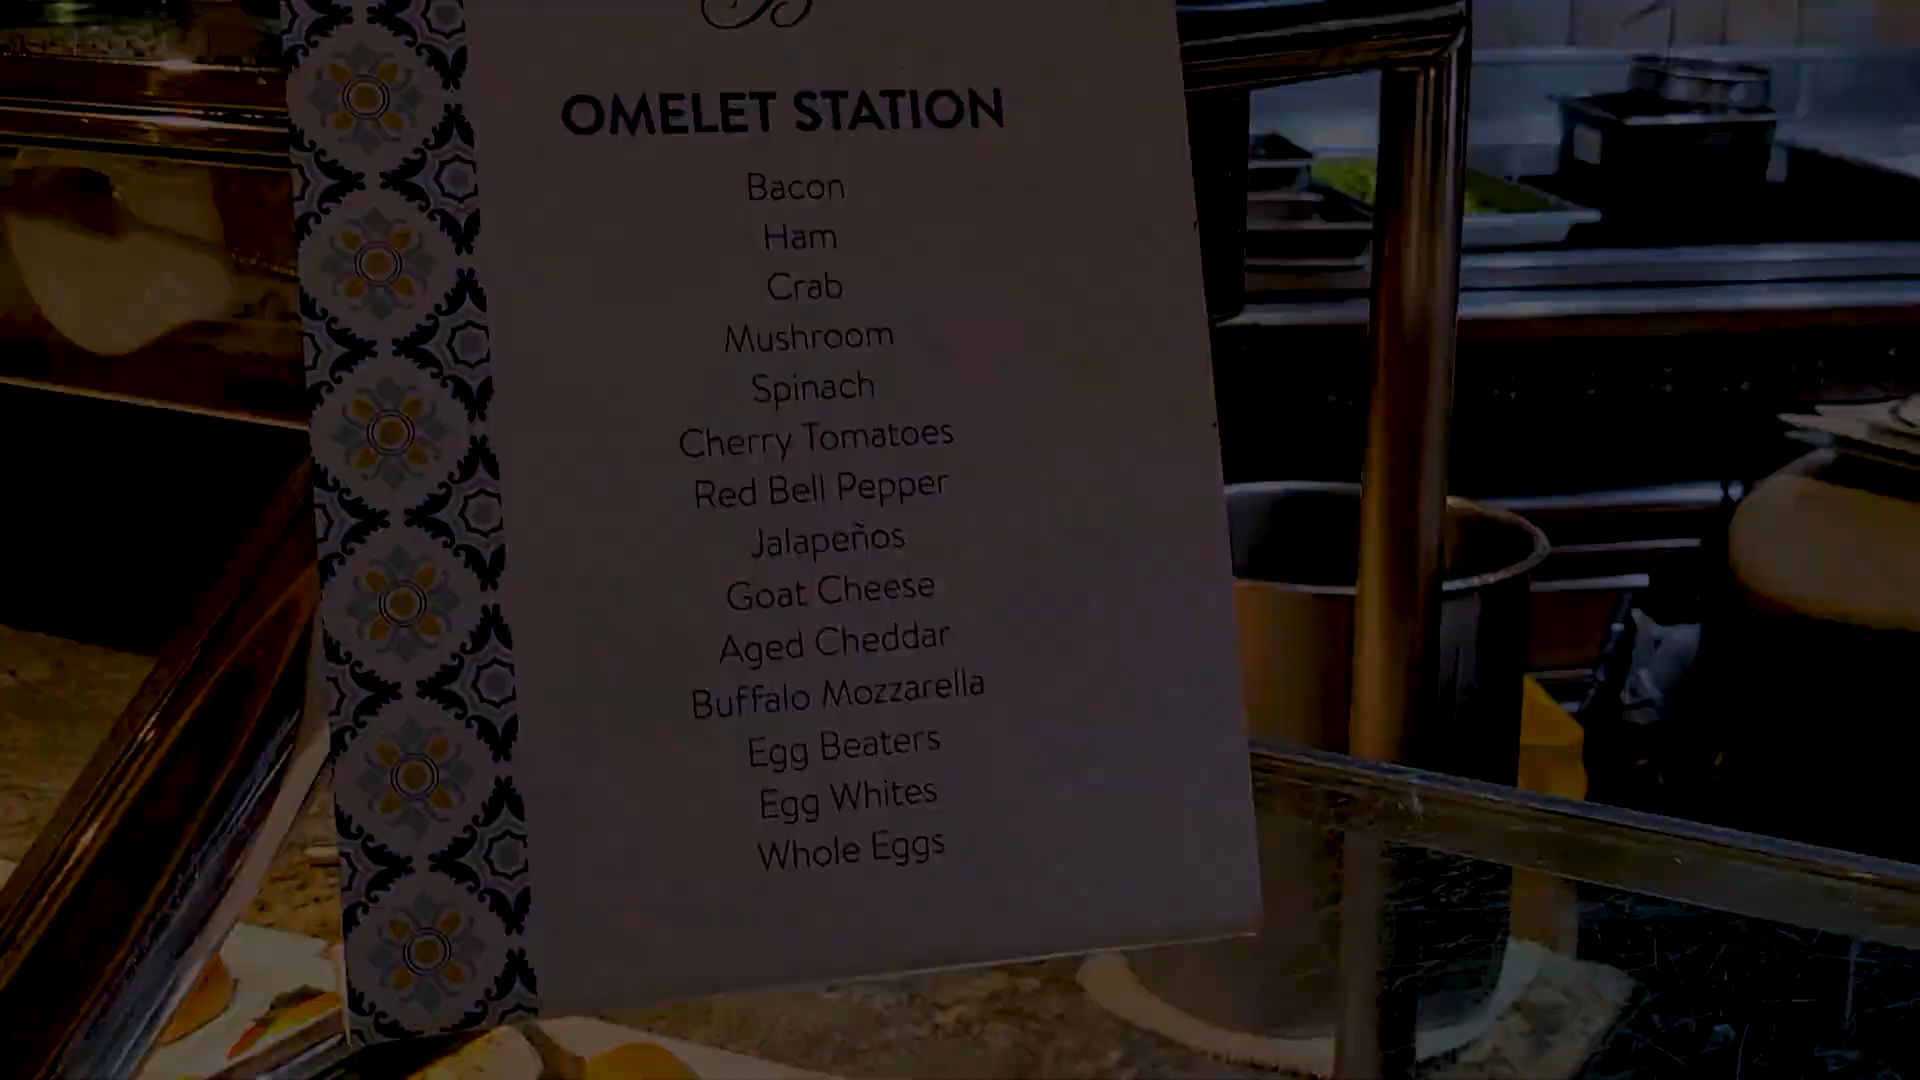 OMELET STATION
Bacon
Ham
Crab
Mushroom
Spinach
Cherry Tomatoes
Red Bell Pepper
Jalapeños
Goat Cheese
Aged Cheddar
Buffalo Mozzarella
Egg Beaters
Egg Whites
Whole Eggs